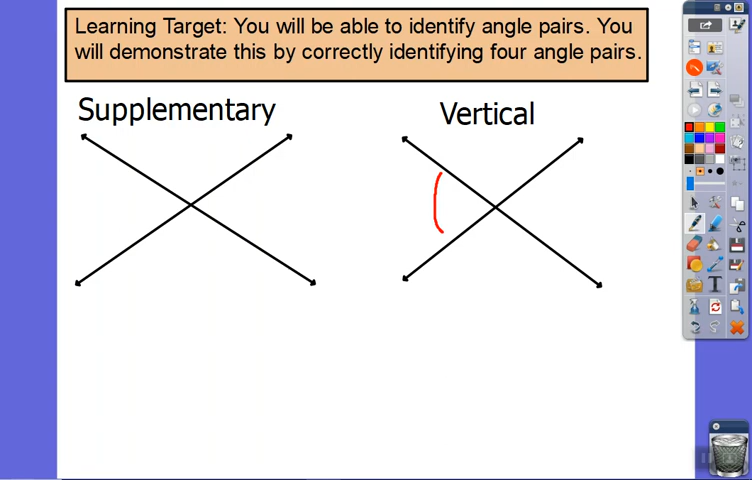 Learning Target: You will be able to identify angle pairs. You
will demonstrate this by correctly identifying four angle pairs.
Supplementary
Vertical
T